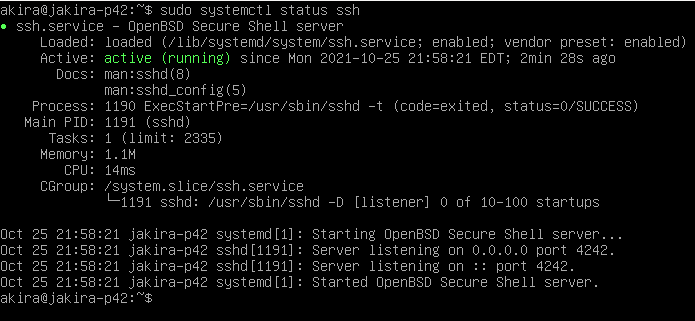 akira@jakira-p42:~$ sudo systemctl status ssh
● ssh.service - OpenBSD Secure Shell server
Loaded: loaded (/lib/systemd/system/ssh.service; enabled; vendor preset: enabled)
Active: active (running) since Mon 2021-10-25 21:58:21 EDT; 2min 28s ago
Docs: man:sshd(8)
man:sshd_config(5)
Process: 1190 ExecStartPre=/usr/sbin/sshd -t (code=exited, status=0/SUCCESS)
Main PID: 1191 (sshd)
Tasks: 1 (limit: 2335)
Memory: 1.1M
CPU: 14ms
CGroup: /system.slice/ssh.service
└─1191 sshd: /usr/sbin/sshd -D [listener] 0 of 10-100 startups
Oct 25 21:58:21 jakira-p42 systemd[1]: Starting OpenBSD Secure Shell server...
Oct 25 21:58:21 jakira-p42 sshd[1191]: Server listening on 0.0.0.0 port 4242.
Oct 25 21:58:21 jakira-p42 sshd[1191]: Server listening on :: port 4242.
Oct 25 21:58:21 jakira-p42 systemd[1]: Started OpenBSD Secure Shell server.
akira@jakira-p42:~$